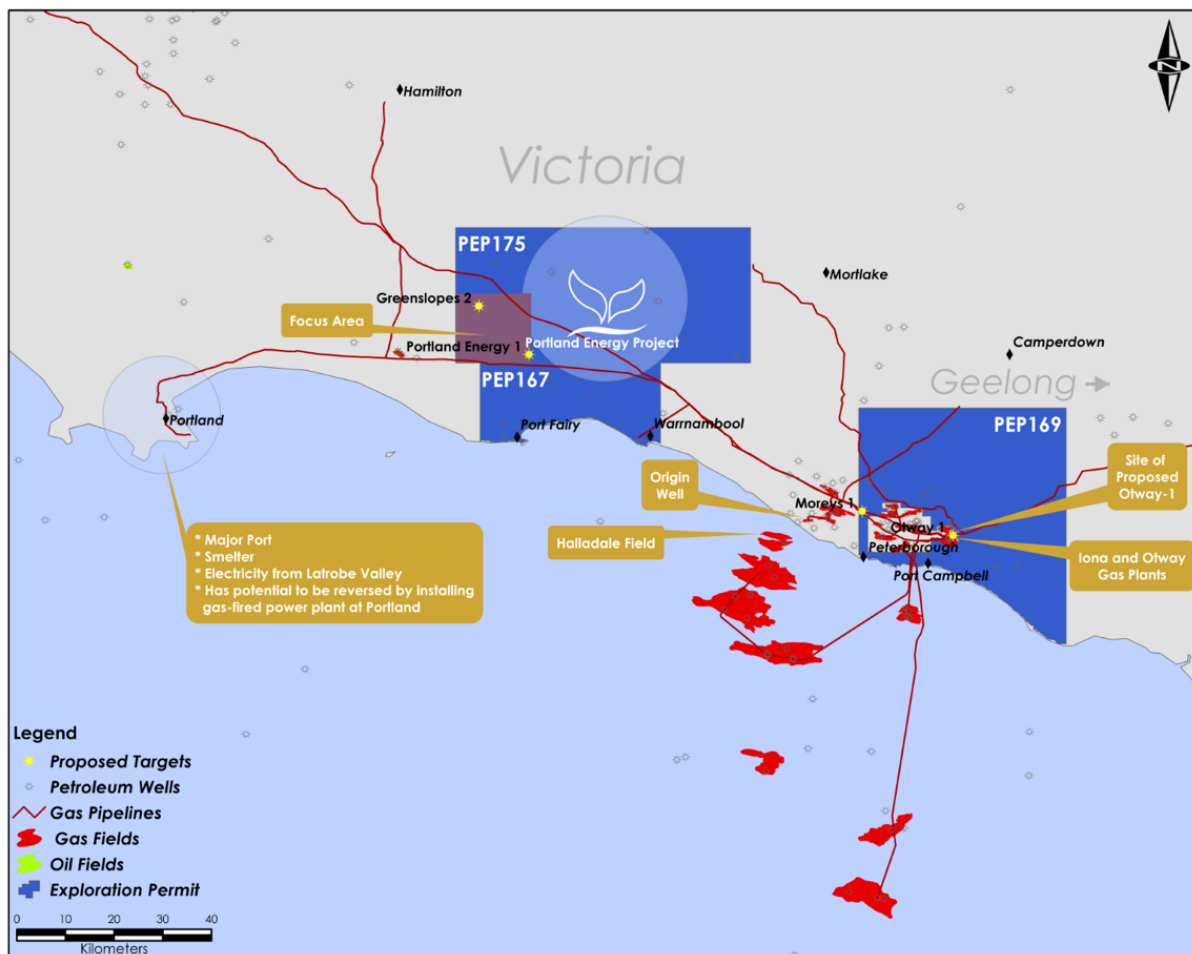 Hamilton
Victoria
PEP175
Mortlake
Greenslopes 2
Focus Area
Portland Energy 1
Portland Energy Project
Camperdown
PEP167
Geelong
Portland
Port Fairy
Warrnambool
PEP169
Origin
Well
Site of
Proposed
Otway-1
Moreys 1
Otway 1
Halladale Field
Peterborough
Iona and Otway
Gas Plants
Port Campbell
* Major Port
* Smelter
* Electricity from Latrobe Valley
* Has potential to be reversed by installing
gas-fired power plant at Portland
Legend
Proposed Targets
Petroleum Wells
Gas Pipelines
Gas Fields
Oil Fields
Exploration Permit
0 10 20 30 40
Kilometers
N